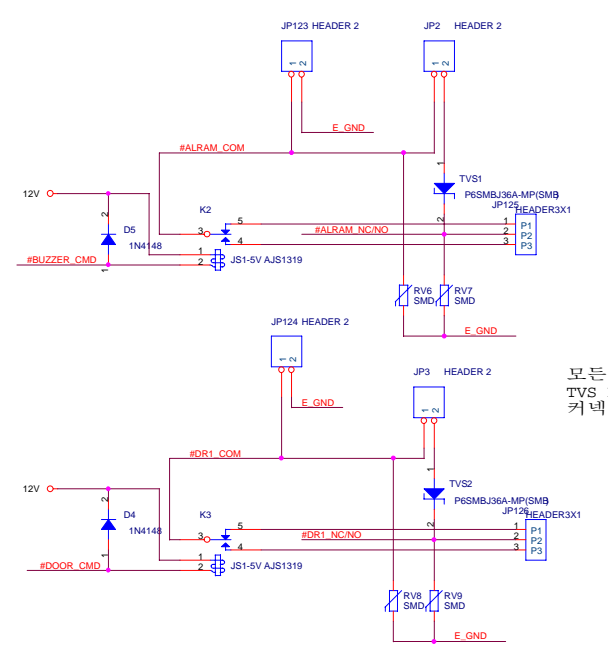 JP123 HEADER 2
JP2 HEADER 2
1
2
1
2
E_GND
#ALRAM_COM
1
TVS1
P6SMBJ36A-MP(SMB)
12V
JP125
HEADER3X1
2
D5
K2
5
2
1
P1
3
#ALRAM_NC/NO
2
P2
1N4148
4
3
P3
1
#BUZZER_CMD
2
JS1-5V AJS1319
1
RV6
SMD
RV7
SMD
E_GND
JP124 HEADER 2
1
2
JP3 HEADER 2
모든
TVS
커넥
E_GND
1
2
#DR1_COM
1
TVS2
12V
P6SMBJ36A-MP(SMB)
JP126
HEADER3X1
2
D4
K3
5
2
1
P1
1N4148
3
#DR1_NC/NO
2
P2
4
3
P3
1
1
#DOOR_CMD
2
JS1-5V AJS1319
RV8
SMD
RV9
SMD
E_GND